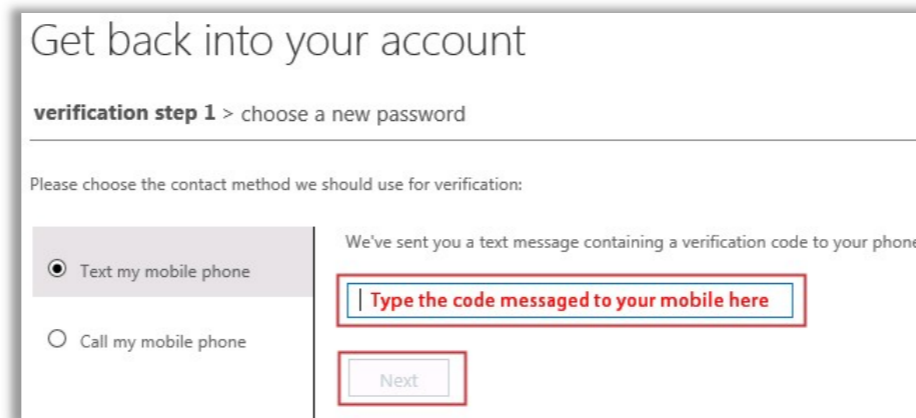 Get back into your account
verification step 1 > choose a new password
Please choose the contact method we should use for verification:
Text my mobile phone
Call my mobile phone
We've sent you a text message containing a verification code to your phone
Type the code messaged to your mobile here
Next